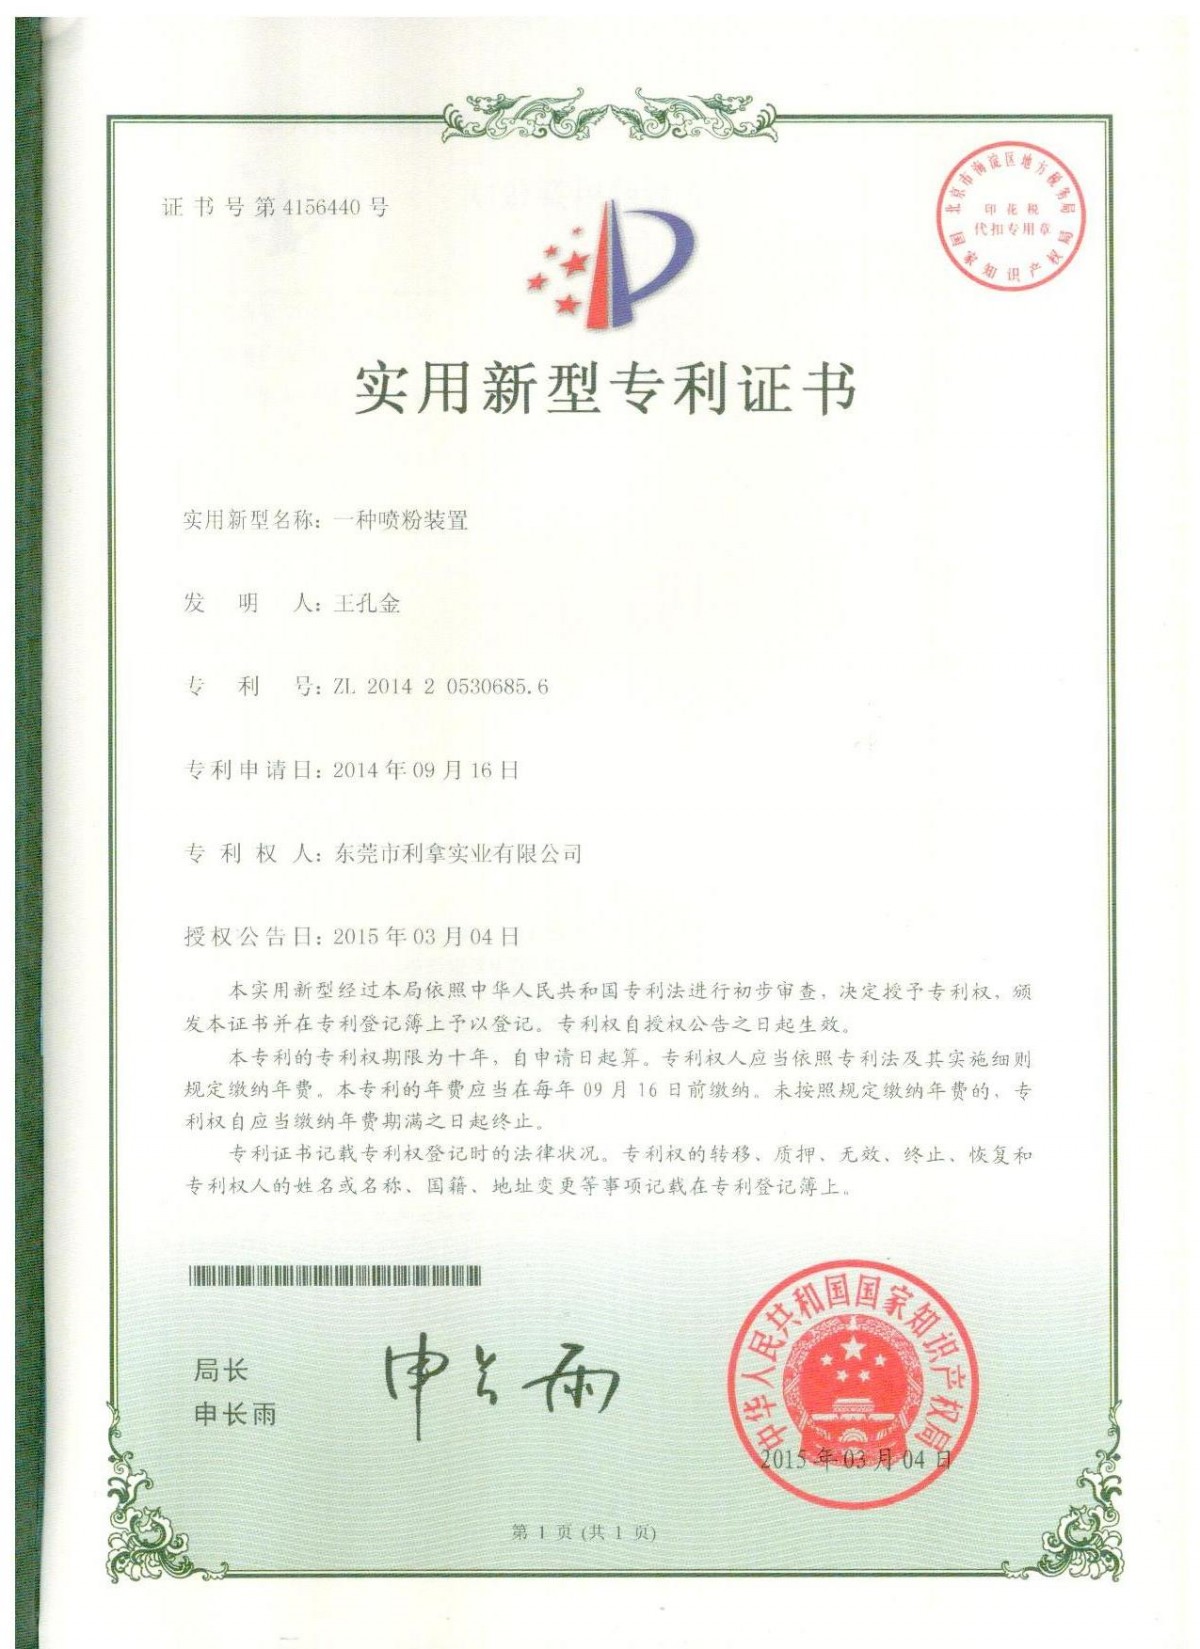 证书号第4156440号
北京市海淀区地方税务局
印花税
代扣专用章
国家知识产权局
实用新型专利证书
实用新型名称：一种喷粉装置
发明人：王孔金
专利号：ZL 2014 2 0530685.6
专利申请日：2014年09月16日
专利权人：东莞市利拿实业有限公司
授权公告日：2015年03月04日
本实用新型经过本局依照中华人民共和国专利法进行初步审查，决定授予专利权，颁
发本证书并在专利登记簿上予以登记。专利权自授权公告之日起生效。
本专利的专利权期限为十年，自申请日起算。专利权人应当依照专利法及其实施细则
规定缴纳年费。本专利的年费应当在每年09月16日前缴纳。未按照规定缴纳年费的，专
利权自应当缴纳年费期满之日起终止。
专利证书记载专利权登记时的法律状况。专利权的转移、质押、无效、终止、恢复和
专利权人的姓名或名称、国籍、地址变更等事项记载在专利登记簿上。
局长
申长雨
申长雨
中华人民共和国国家知识产权局
2015年03月04日
第1页(共1页)